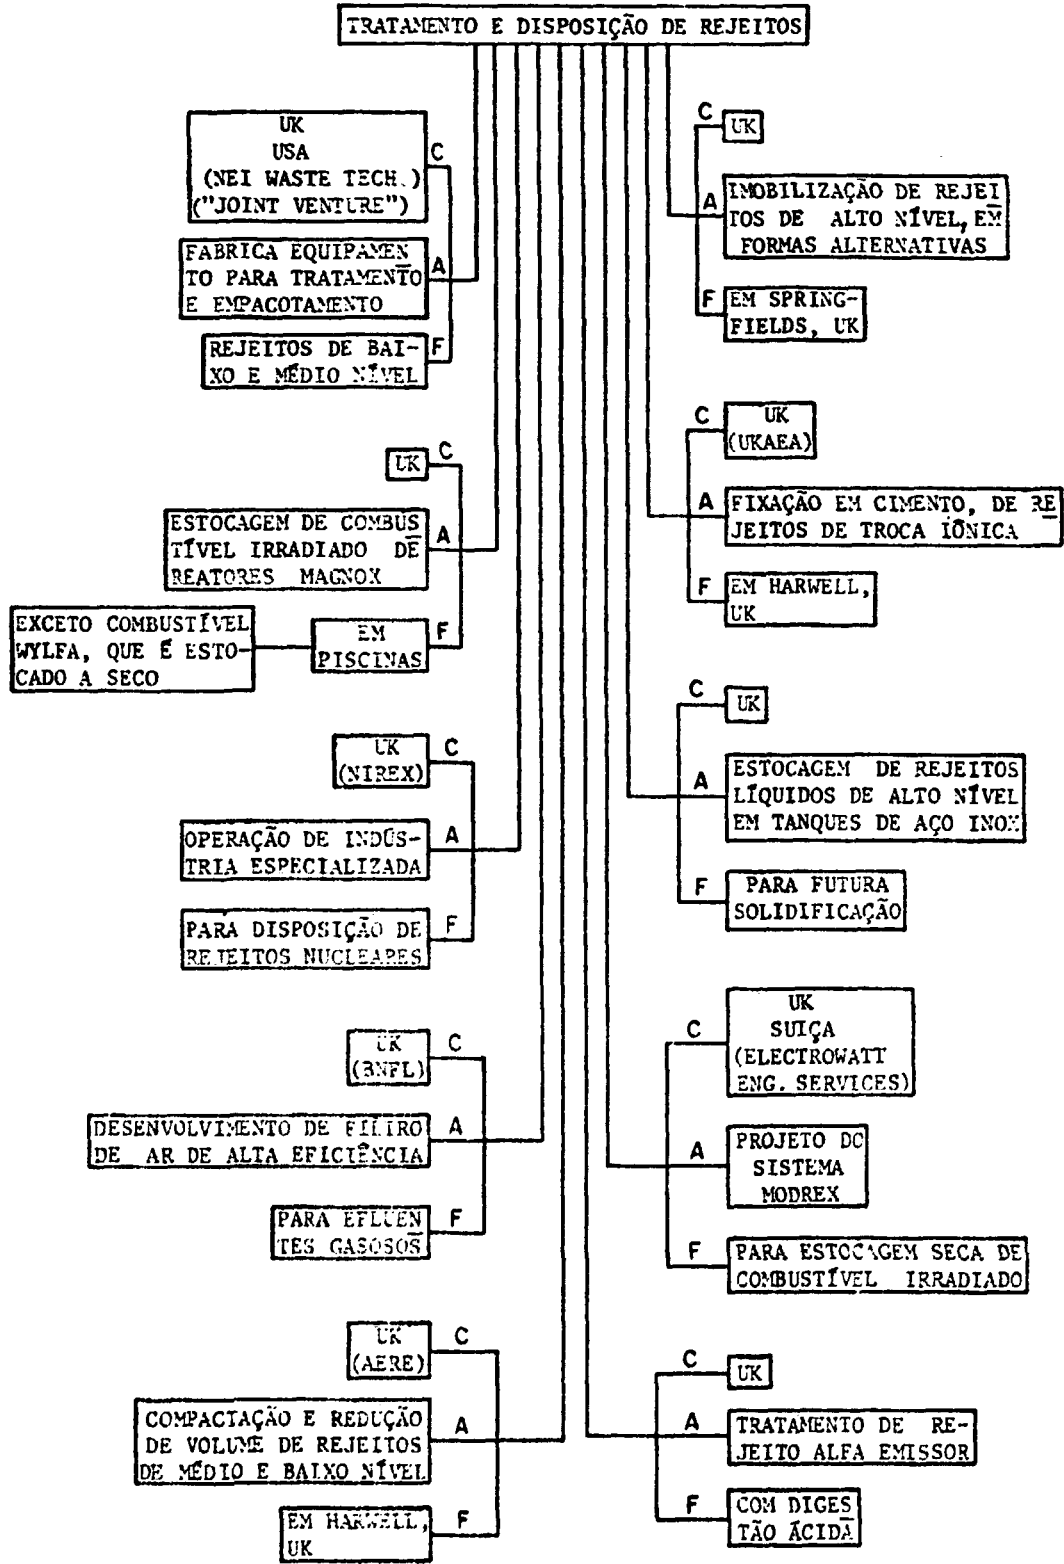 TRATAMENTO E DISPOSIÇÃO DE REJEITOS
UK
USA
(NEI WASTE TECH.)
("JOINT VENTURE")
C
FABRICA EQUIPAMEN
TO PARA TRATAMENTO
E EMPACOTAMENTO
A
REJEITOS DE BAI-
XO E MÉDIO NÍVEL
F
UK
C
ESTOCAGEM DE COMBUS
TÍVEL IRRADIADO DE
REATORES MAGNOX
A
EXCETO COMBUSTÍVEL
WYLFA, QUE É ESTO-
CADO A SECO
EM
PISCINAS
F
UK
(NIREX)
C
OPERAÇÃO DE INDÚS-
TRIA ESPECIALIZADA
A
PARA DISPOSIÇÃO DE
REJEITOS NUCLEARES
F
UK
(BNFL)
C
DESENVOLVIMENTO DE FILTRO
DE AR DE ALTA EFICIÊNCIA
A
PARA EFLUEN
TES GASOSOS
F
UK
(AERE)
C
COMPACTAÇÃO E REDUÇÃO
DE VOLUME DE REJEITOS
DE MÉDIO E BAIXO NÍVEL
A
EM HARWELL,
UK
F
C
UK
A
IMOBILIZAÇÃO DE REJEI
TOS DE ALTO NÍVEL, EM
FORMAS ALTERNATIVAS
F
EM SPRING-
FIELDS, UK
C
UK
(UKAEA)
A
FIXAÇÃO EM CIMENTO, DE RE
JEITOS DE TROCA IÔNICA
F
EM HARWELL,
UK
C
UK
A
ESTOCAGEM DE REJEITOS
LÍQUIDOS DE ALTO NÍVEL
EM TANQUES DE AÇO INOX
F
PARA FUTURA
SOLIDIFICAÇÃO
C
UK
SUIÇA
(ELECTROWATT
ENG. SERVICES)
A
PROJETO DO
SISTEMA
MODREX
F
PARA ESTOCAGEM SECA DE
COMBUSTÍVEL IRRADIADO
C
UK
A
TRATAMENTO DE RE-
JEITO ALFA EMISSOR
F
COM DIGES
TÃO ÁCIDA